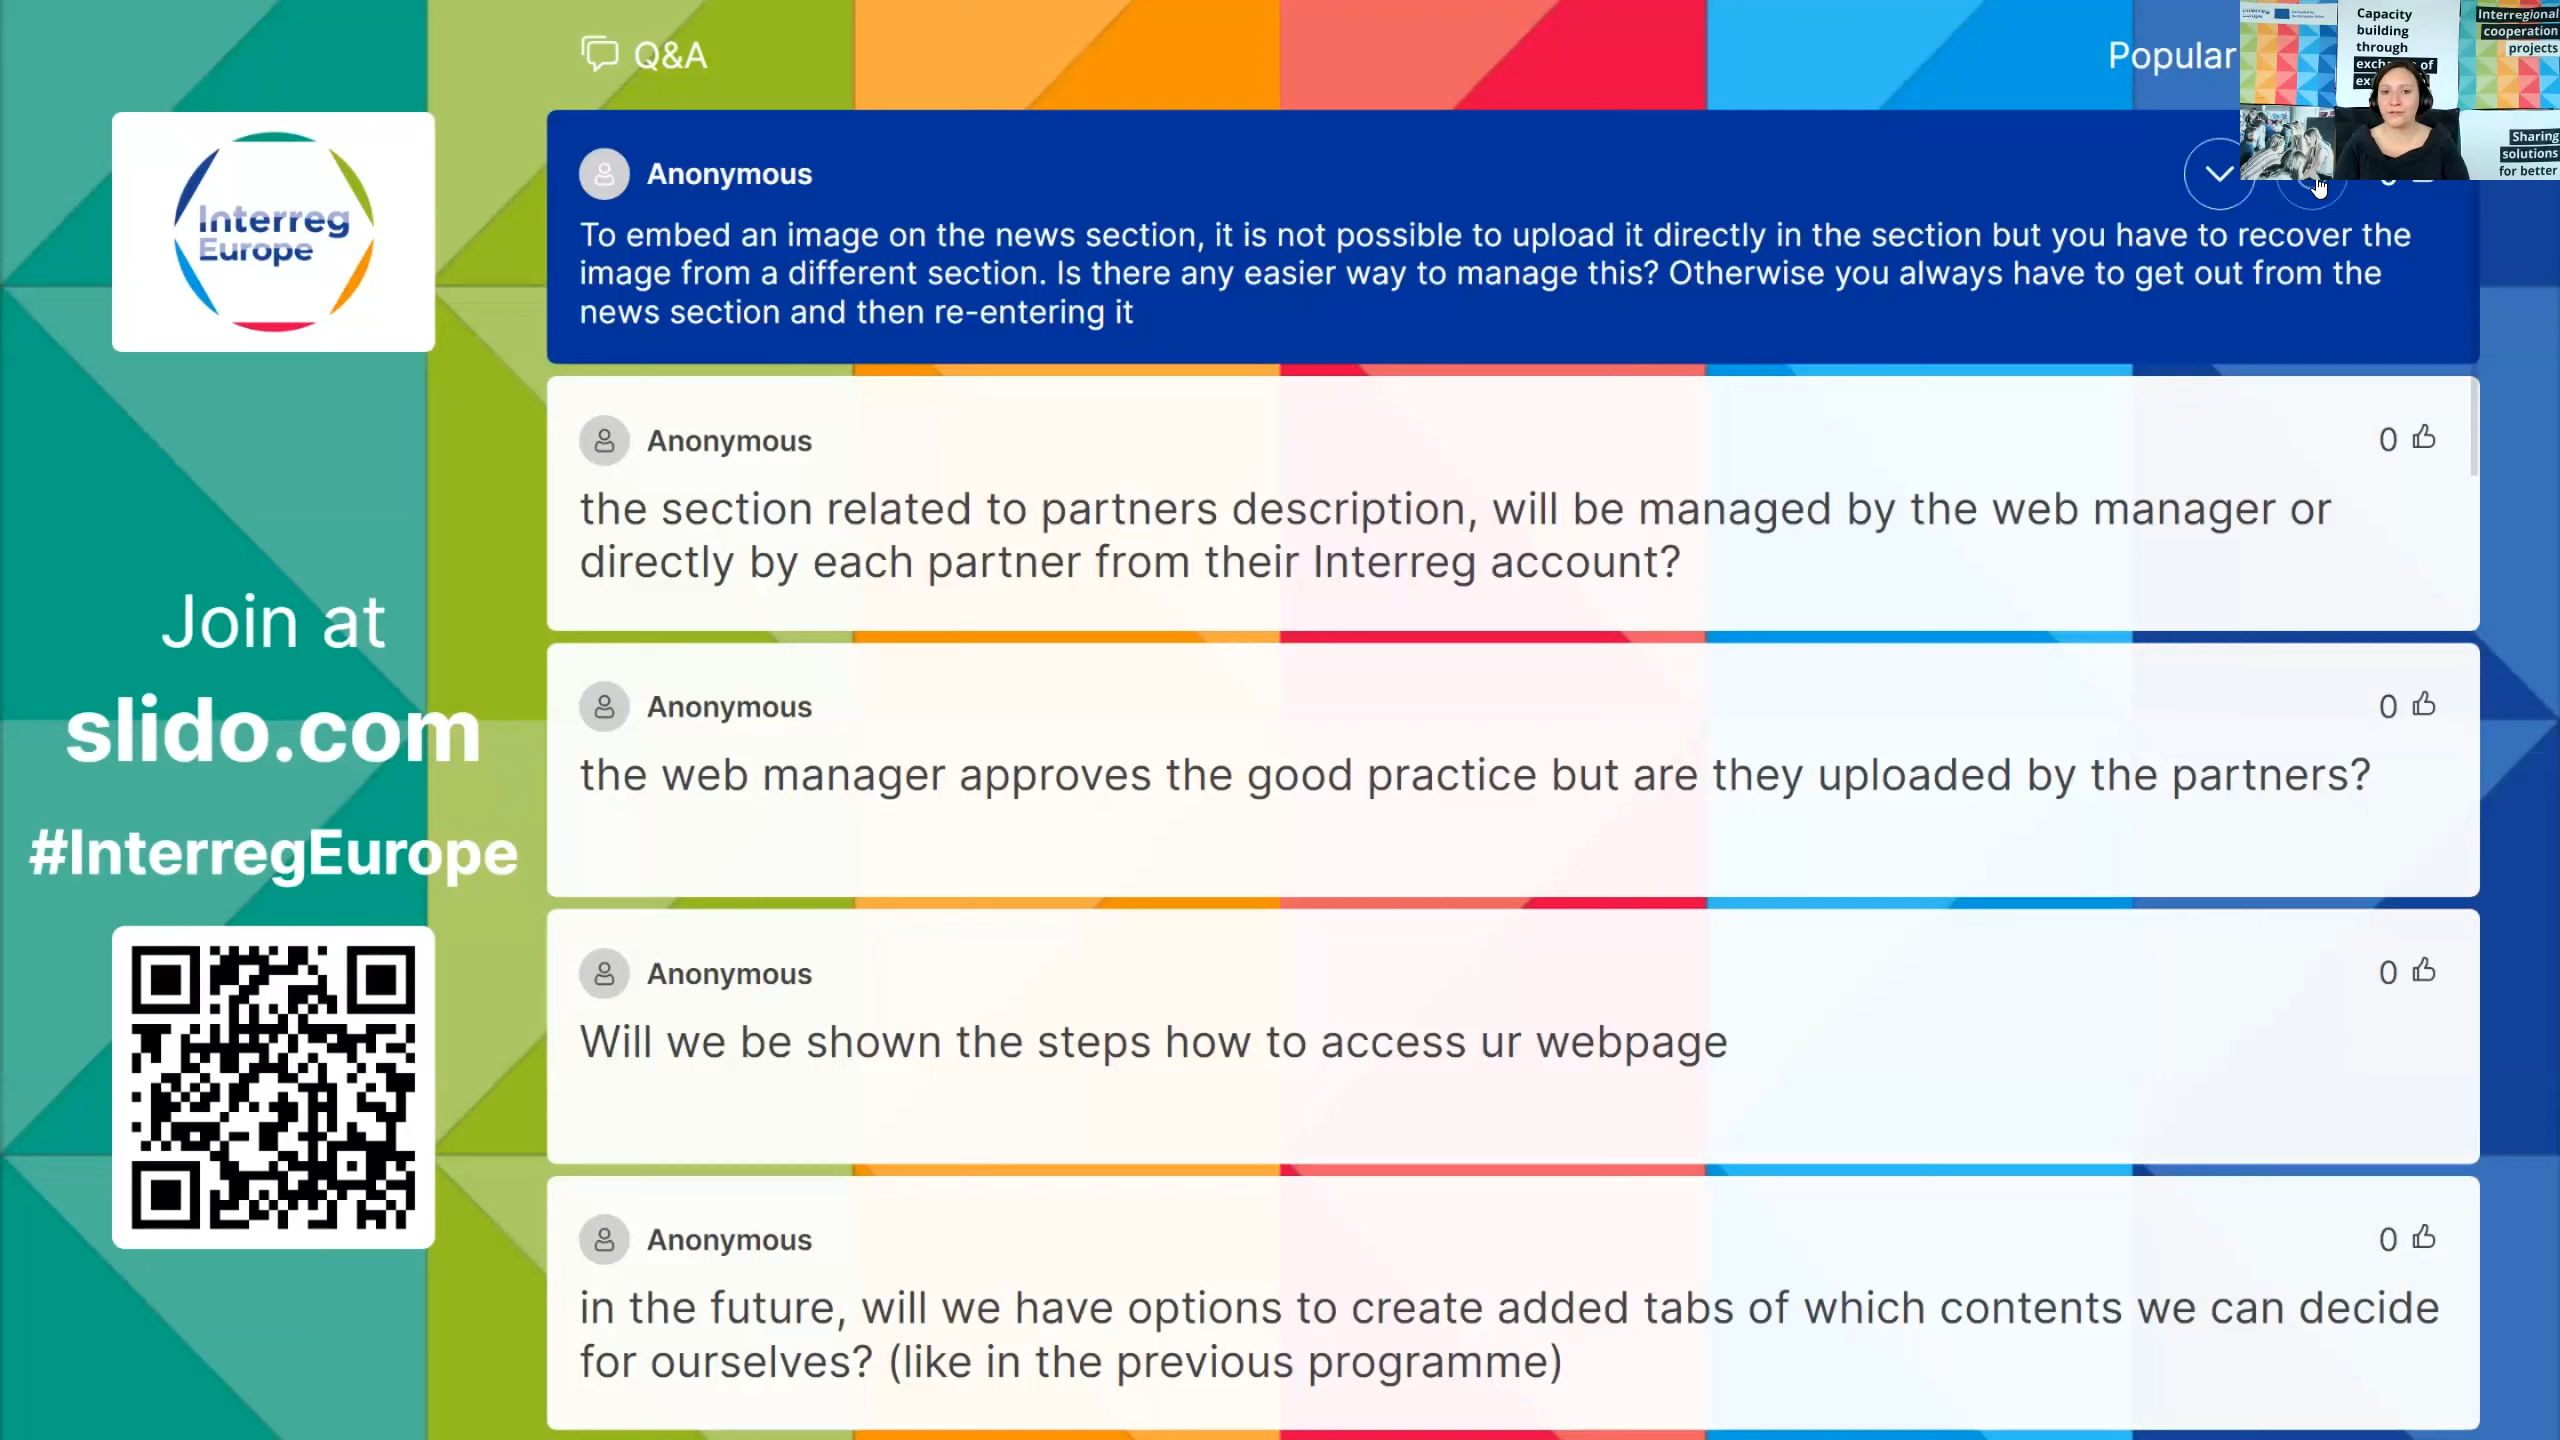 Q&A
Popular
Interreg
Europe
Anonymous
To embed an image on the news section, it is not possible to upload it directly in the section but you have to recover the
image from a different section. Is there any easier way to manage this? Otherwise you always have to get out from the
news section and then re-entering it
Anonymous
0
the section related to partners description, will be managed by the web manager or
directly by each partner from their Interreg account?
Anonymous
0
the web manager approves the good practice but are they uploaded by the partners?
Anonymous
0
Will we be shown the steps how to access ur webpage
Anonymous
0
in the future, will we have options to create added tabs of which contents we can decide
for ourselves? (like in the previous programme)
Join at
slido.com
#InterregEurope
Capacity
building
through
of
Interregional
cooperation
projects
Sharing
solutions
for better